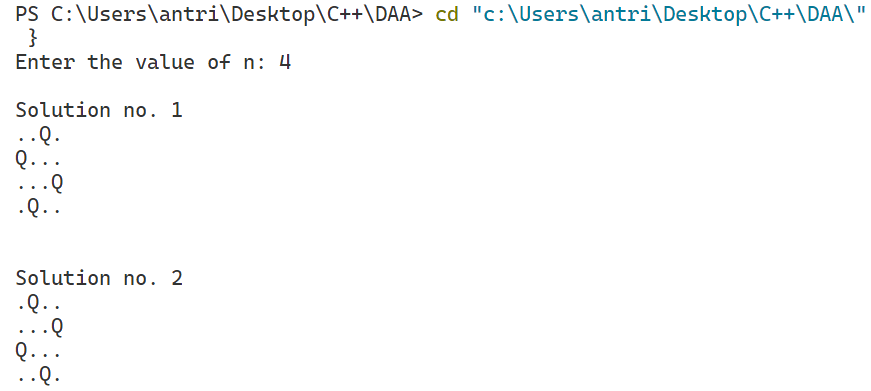 PS C:\Users\antri\Desktop\C++\DAA> cd "c:\Users\antri\Desktop\C++\DAA\"
}
Enter the value of n: 4
Solution no. 1
..Q.
Q...
...Q
.Q..
Solution no. 2
.Q..
...Q
Q...
..Q.